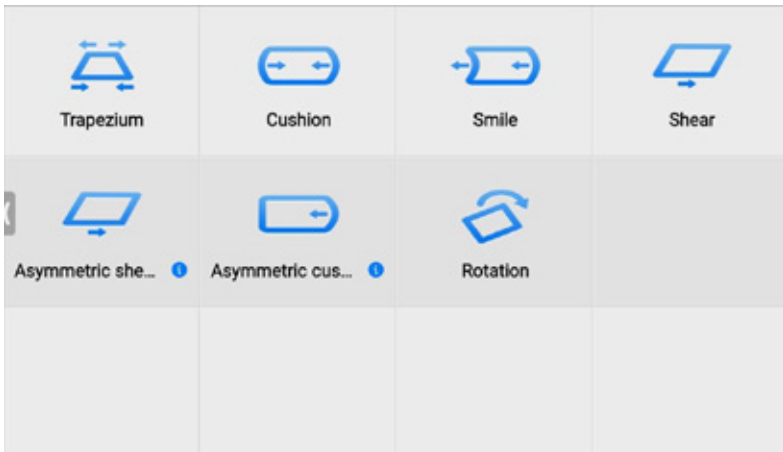 Trapezium
Cushion
Smile
Shear
Asymmetric she...
Asymmetric cus...
Rotation